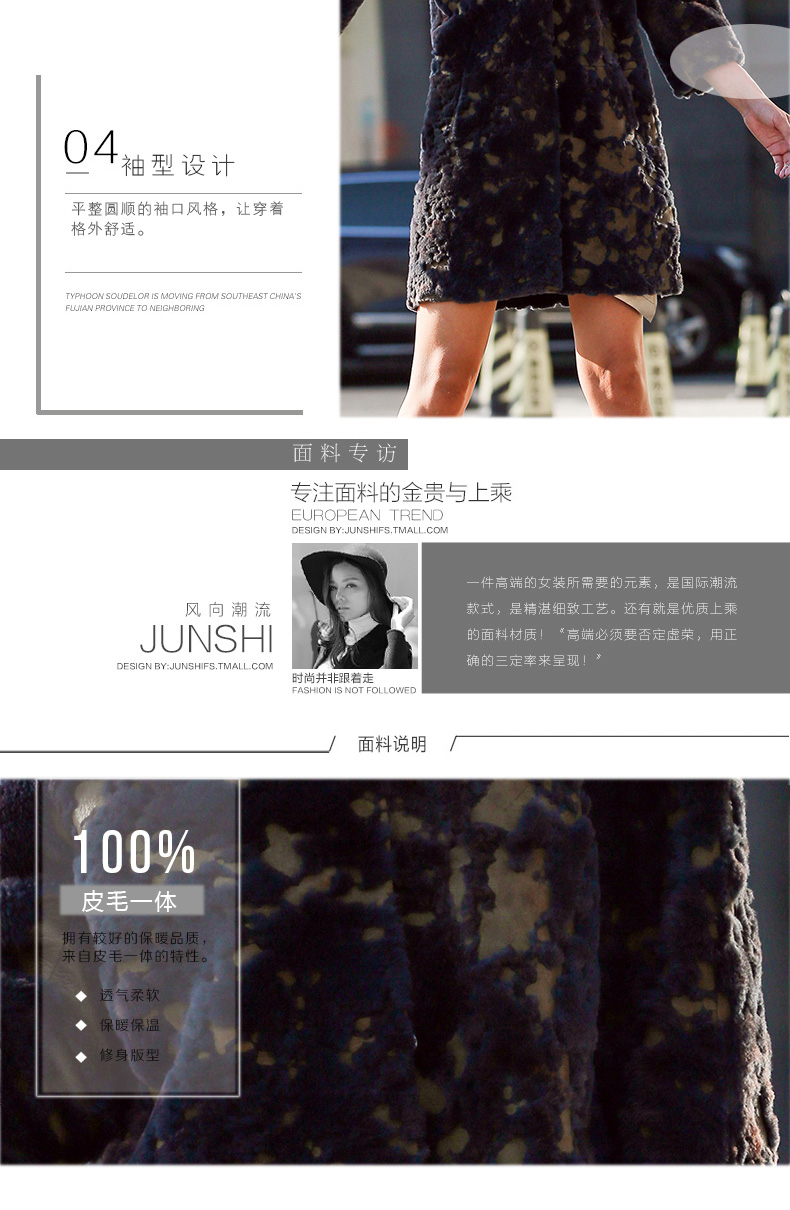 04 袖型设计
平整圆顺的袖口风格，让穿着
格外舒适。
TYPHOON SOUDELOR IS MOVING FROM SOUTHEAST CHINA'S
FUJIAN PROVINCE TO NEIGHBORING
面料专访
专注面料的金贵与上乘
EUROPEAN TREND
DESIGN BY:JUNSHIFS.TMALL.COM
风向潮流
JUNSHI
DESIGN BY:JUNSHIFS.TMALL.COM
时尚并非跟着走
FASHION IS NOT FOLLOWED
一件高端的女装所需要的元素，是国际潮流
款式，是精湛细致工艺。还有就是优质上乘
的面料材质！“高端必须要否定虚荣，用正
确的三定率来呈现！”
面料说明
100%
皮毛一体
拥有较好的保暖品质，
来自皮毛一体的特性。
透气柔软
保暖保温
修身版型